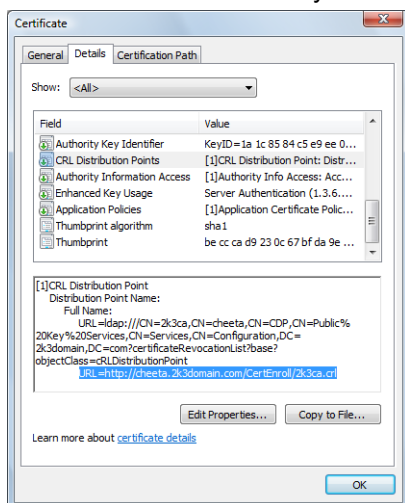 Certificate
General Details Certification Path
Show: <All>
Field Value
Authority Key Identifier KeyID=1a 1c 85 84 c5 e9 ee 0...
CRL Distribution Points [1]CRL Distribution Point: Distr...
Authority Information Access [1]Authority Info Access: Acc...
Enhanced Key Usage Server Authentication (1.3.6....
Application Policies [1]Application Certificate Polic...
Thumbprint algorithm sha1
Thumbprint be cc ca d9 23 0c 67 bf da 9e ...
[1]CRL Distribution Point
Distribution Point Name:
Full Name:
URL=ldap:///CN=2k3ca,CN=cheeta,CN=CDP,CN=Public%
20Key%20Services,CN=Services,CN=Configuration,DC=
2k3domain,DC=com?certificateRevocationList?base?
objectClass=cRLDistributionPoint
URL=http://cheeta.2k3domain.com/CertEnroll/2k3ca.crl
Edit Properties... Copy to File...
Learn more about certificate details
OK